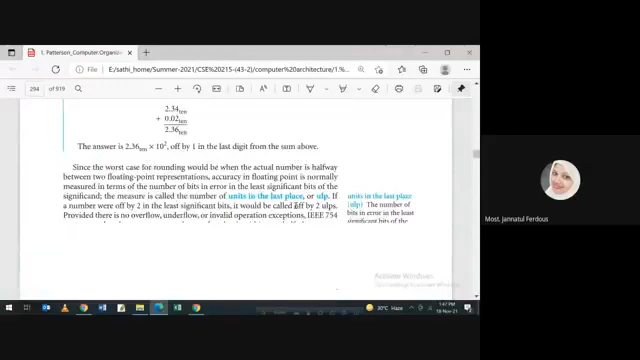 1. Patterson_Computer.Organiz
File | E:/sathi_Summer-2021/CSE%20215-(43-2)/computer%20architecture/1.%
294 of 919
2.34ten
+ 0.02ten
2.36ten
The answer is 2.36ten × 10², off by 1 in the last digit from the sum above.
Since the worst case for rounding would be when the actual number is halfway
between two floating-point representations, accuracy in floating point is normally
measured in terms of the number of bits in error in the least significant bits of the
significand; the measure is called the number of units in the last place, or ulp. If
a number were off by 2 in the least significant bits, it would be called off by 2 ulps.
Provided there is no overflow, underflow, or invalid operation exceptions, IEEE 754
units in the last place
(ulp) The number of
bits in error in the least
significant bits of the
Most. Jannatul Ferdous
Activate Windows
30°C Haze
1:47 PM
18-Nov-21